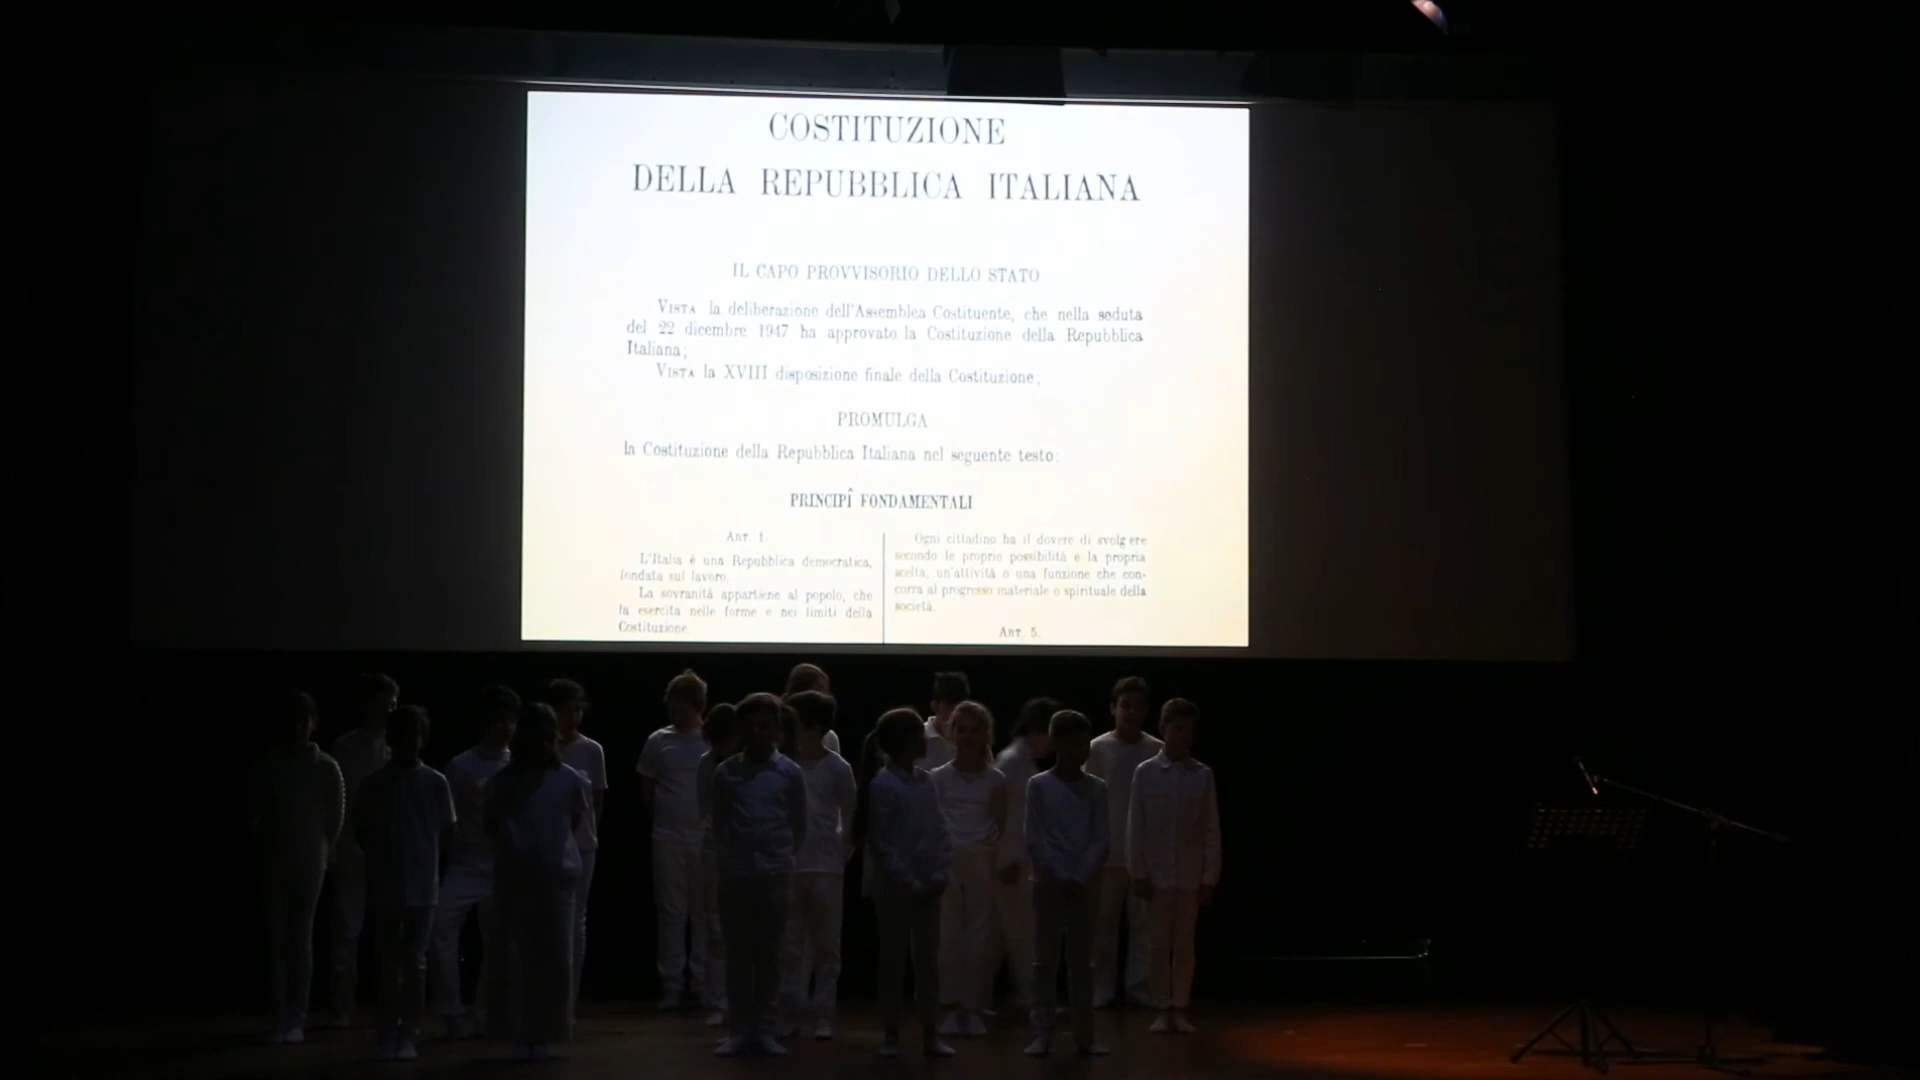 COSTITUZIONE
DELLA REPUBBLICA ITALIANA
IL CAPO PROVVISORIO DELLO STATO
VISTA la deliberazione dell'Assemblea Costituente, che nella seduta
del 22 dicembre 1947 ha approvato la Costituzione della Repubblica
Italiana;
VISTA la XVIII disposizione finale della Costituzione;
PROMULGA
la Costituzione della Repubblica Italiana nel seguente testo:
PRINCIPÎ FONDAMENTALI
ART. 1.
L'Italia è una Repubblica democratica,
fondata sul lavoro.
La sovranità appartiene al popolo, che
la esercita nelle forme e nei limiti della
Costituzione.
Ogni cittadino ha il dovere di svolgere
secondo le proprie possibilità e la propria
scelta, un'attività o una funzione che con-
corra al progresso materiale o spirituale della
società.
ART. 5.